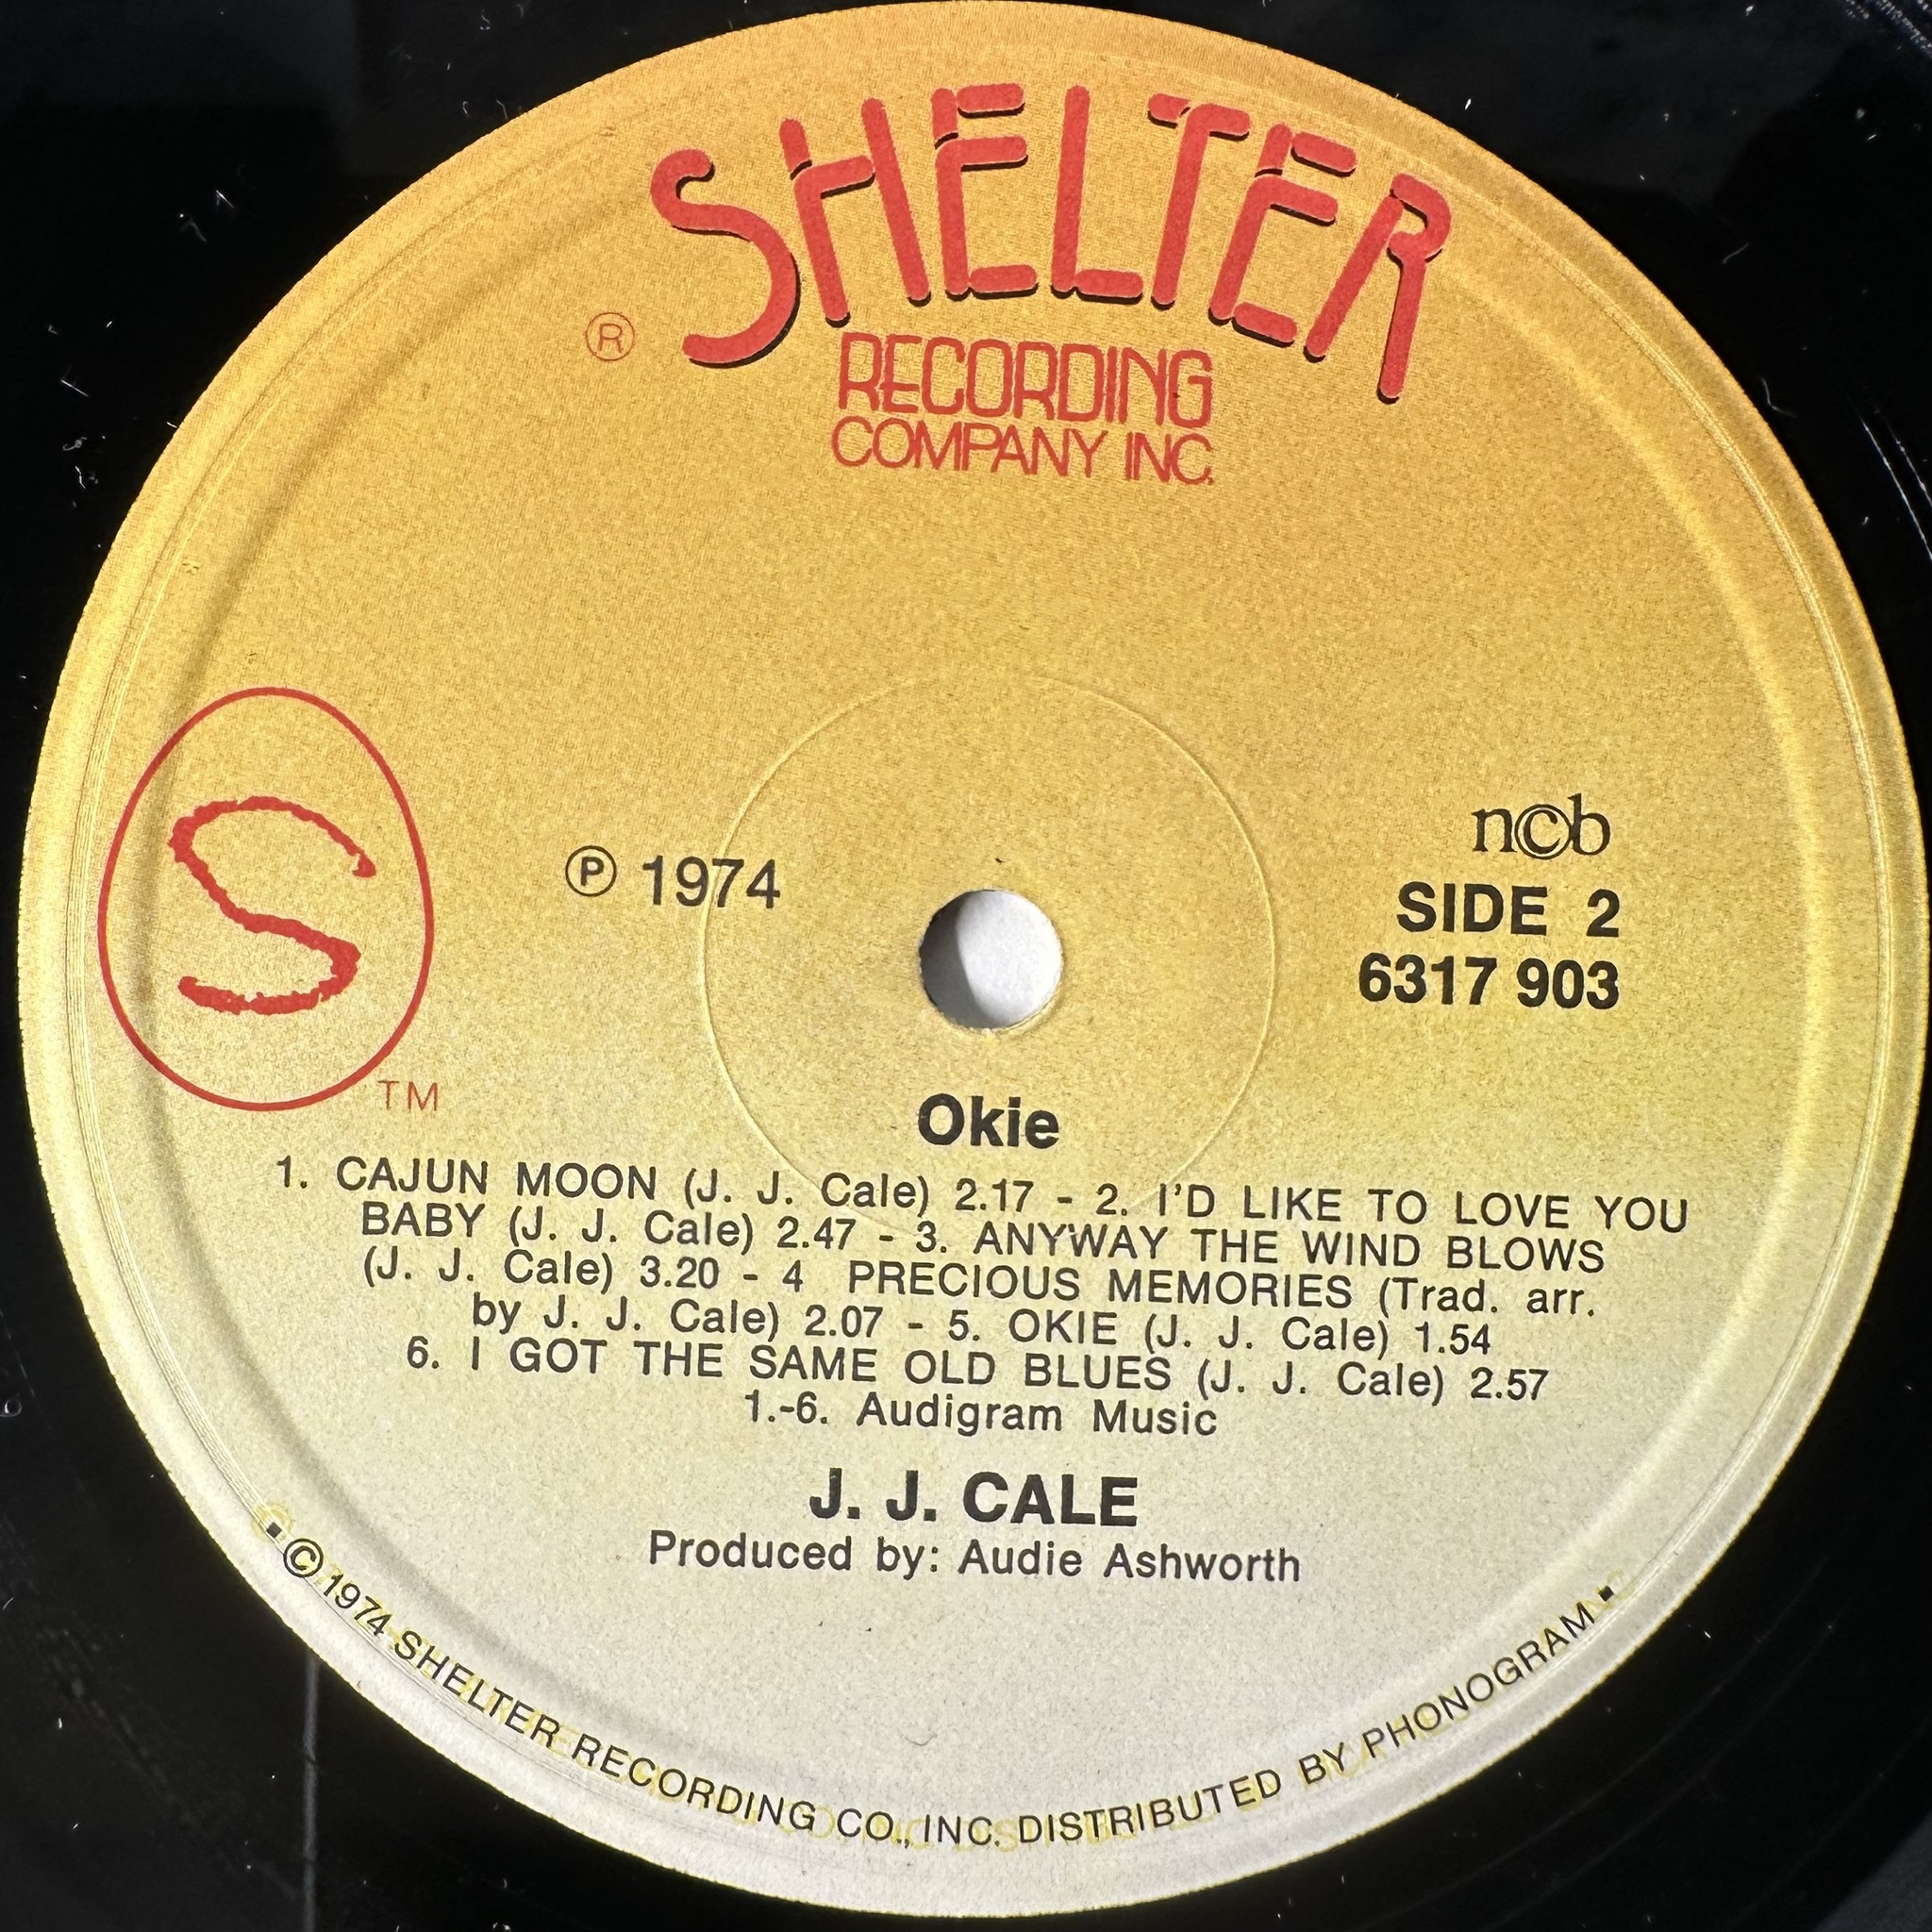 SHELTER
®
RECORDING
COMPANY INC.
S
TM
℗ 1974
n©b
SIDE 2
6317 903
Okie
1. CAJUN MOON (J. J. Cale) 2.17 - 2. I'D LIKE TO LOVE YOU
BABY (J. J. Cale) 2.47 - 3. ANYWAY THE WIND BLOWS
(J. J. Cale) 3.20 - 4 PRECIOUS MEMORIES (Trad. arr.
by J. J. Cale) 2.07 - 5. OKIE (J. J. Cale) 1.54
6. I GOT THE SAME OLD BLUES (J. J. Cale) 2.57
1.-6. Audigram Music
J. J. CALE
Produced by: Audie Ashworth
• © 1974 SHELTER RECORDING CO., INC. DISTRIBUTED BY PHONOGRAM •